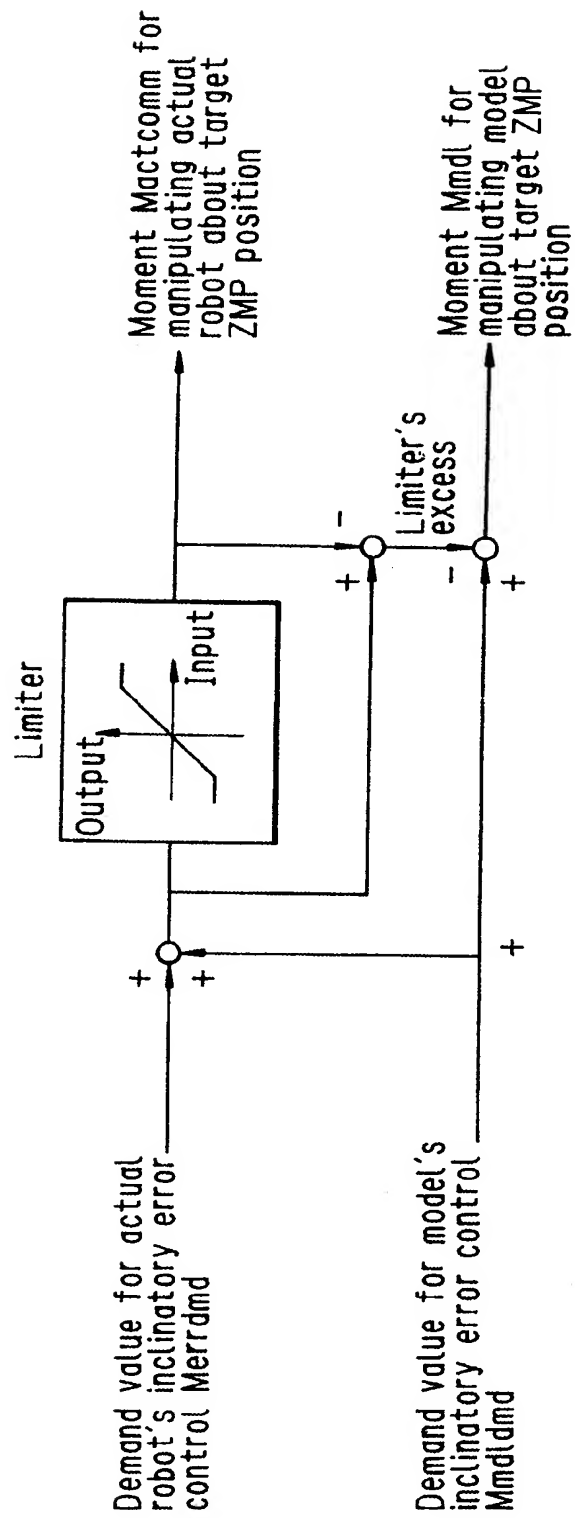 Demand value for actual
robot's inclinatory error
control Merrdmd
+
+
Limiter
Output
Input
Moment Mactcomm for
manipulating actual
robot about target
ZMP position
Demand value for model's
inclinatory error control
Mmdldmd
+
+
-
Limiter's
excess
-
+
Moment Mmdl for
manipulating model
about target ZMP
position